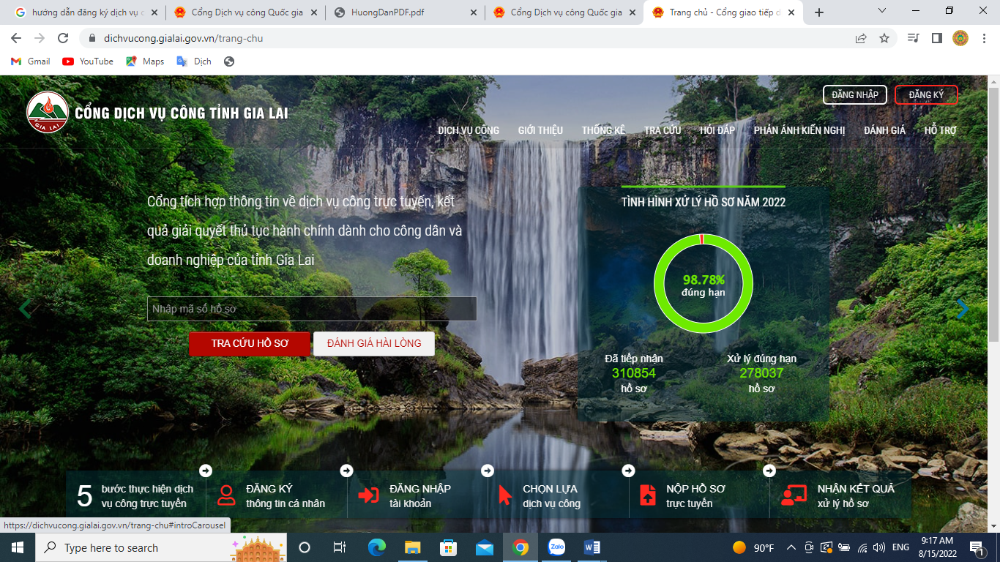 hướng dẫn đăng ký dịch vụ c
Cổng Dịch vụ công Quốc gia
HuongDanPDF.pdf
Cổng Dịch vụ công Quốc gia
Trang chủ - Cổng giao tiếp d
dichvucong.gialai.gov.vn/trang-chu
Gmail
YouTube
Maps
Dịch
ĐĂNG NHẬP
ĐĂNG KÝ
GIA LAI
CỔNG DỊCH VỤ CÔNG TỈNH GIA LAI
DỊCH VỤ CÔNG
GIỚI THIỆU
THỐNG KÊ
TRA CỨU
HỎI ĐÁP
PHẢN ÁNH KIẾN NGHỊ
ĐÁNH GIÁ
HỖ TRỢ
Cổng tích hợp thông tin về dịch vụ công trực tuyến, kết
quả giải quyết thủ tục hành chính dành cho công dân và
doanh nghiệp của tỉnh Gia Lai
Nhập mã số hồ sơ
TRA CỨU HỒ SƠ
ĐÁNH GIÁ HÀI LÒNG
TÌNH HÌNH XỬ LÝ HỒ SƠ NĂM 2022
98.78%
đúng hạn
Đã tiếp nhận
310854
hồ sơ
Xử lý đúng hạn
278037
hồ sơ
5
bước thực hiện dịch
vụ công trực tuyến
ĐĂNG KÝ
thông tin cá nhân
ĐĂNG NHẬP
tài khoản
CHỌN LỰA
dịch vụ công
NỘP HỒ SƠ
trực tuyến
NHẬN KẾT QUẢ
xử lý hồ sơ
https://dichvucong.gialai.gov.vn/trang-chu#introCarousel
Type here to search
Zalo
90°F
ENG
9:17 AM
8/15/2022
1